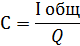 С = I общ / Q